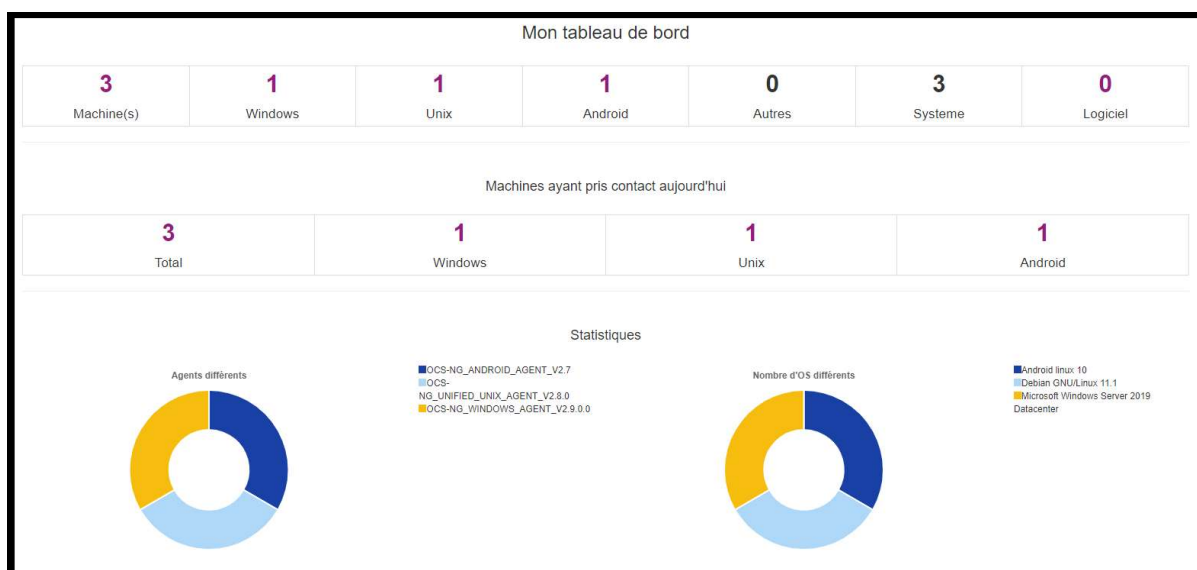 Mon tableau de bord
3
1
1
1
0
3
0
Machine(s)
Windows
Unix
Android
Autres
Systeme
Logiciel
Machines ayant pris contact aujourd'hui
3
1
1
1
Total
Windows
Unix
Android
Statistiques
Agents différents
OCS-NG_ANDROID_AGENT_V2.7
OCS-
NG_UNIFIED_UNIX_AGENT_V2.8.0
OCS-NG_WINDOWS_AGENT_V2.9.0.0
Nombre d'OS différents
Android linux 10
Debian GNU/Linux 11.1
Microsoft Windows Server 2019
Datacenter